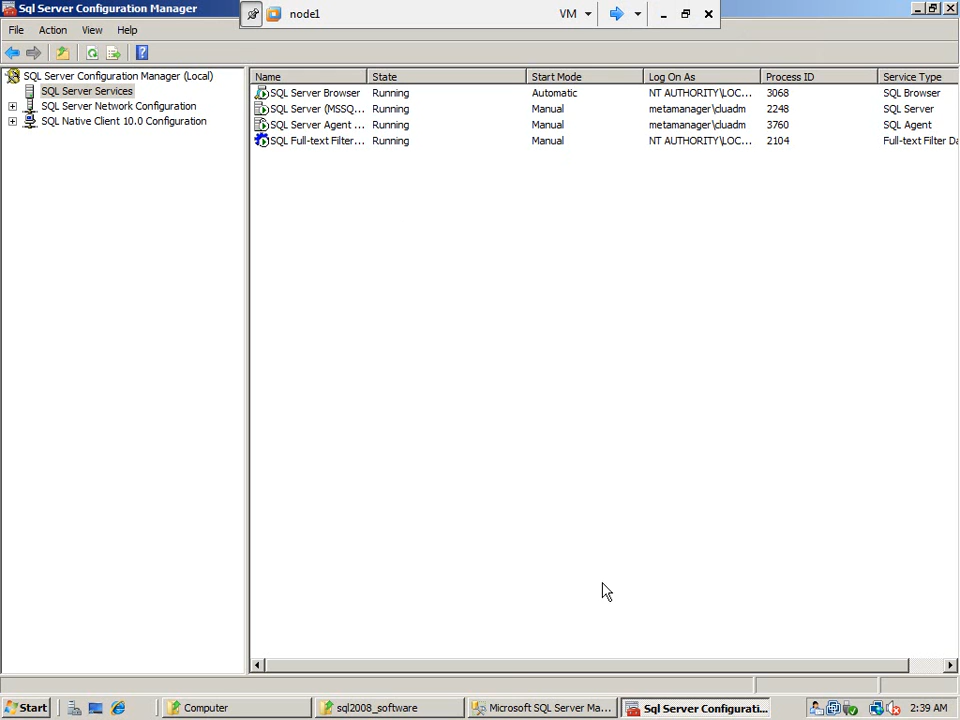 Sql Server Configuration Manager
node1
VM
File Action View Help
SQL Server Configuration Manager (Local)
SQL Server Services
SQL Server Network Configuration
SQL Native Client 10.0 Configuration
Name State Start Mode Log On As Process ID Service Type
SQL Server Browser Running Automatic NT AUTHORITY\LOC... 3068 SQL Browser
SQL Server (MSSQ... Running Manual metamanager\cluadm 2248 SQL Server
SQL Server Agent ... Running Manual metamanager\cluadm 3760 SQL Agent
SQL Full-text Filter... Running Manual NT AUTHORITY\LOC... 2104 Full-text Filter Da
Start Computer sql2008_software Microsoft SQL Server Ma... Sql Server Configurati... 2:39 AM